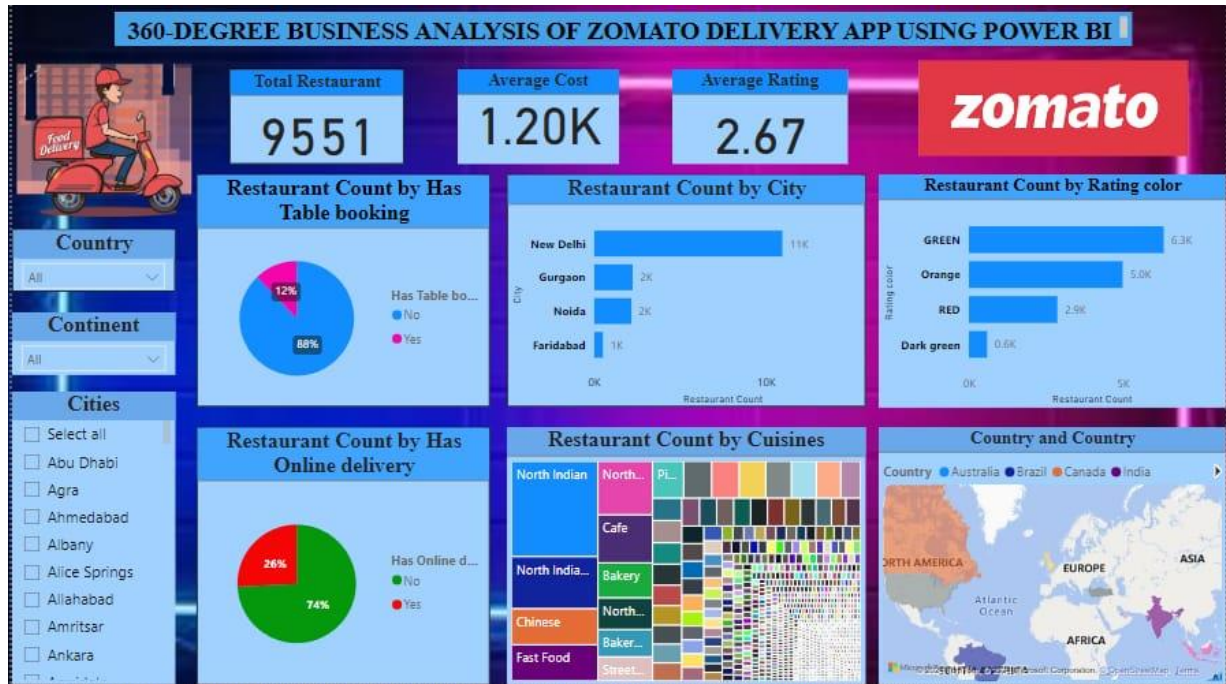 360-DEGREE BUSINESS ANALYSIS OF ZOMATO DELIVERY APP USING POWER BI
Food
Delivery
Total Restaurant
9551
Average Cost
1.20K
Average Rating
2.67
zomato
Country
All
Continent
All
Cities
Select all
Abu Dhabi
Agra
Ahmedabad
Albany
Alice Springs
Allahabad
Amritsar
Ankara
Restaurant Count by Has
Table booking
12%
88%
Has Table bo...
No
Yes
Restaurant Count by City
City
New Delhi
11K
Gurgaon
2K
Noida
2K
Faridabad
1K
0K
10K
Restaurant Count
Restaurant Count by Rating color
Rating color
GREEN
6.3K
Orange
5.0K
RED
2.9K
Dark green
0.6K
0K
5K
Restaurant Count
Restaurant Count by Has
Online delivery
26%
74%
Has Online d...
No
Yes
Restaurant Count by Cuisines
North Indian
North India...
Chinese
Fast Food
North...
Cafe
Bakery
North...
Baker...
Street...
Pi...
Country and Country
Country
Australia
Brazil
Canada
India
ORTH AMERICA
EUROPE
ASIA
Atlantic
Ocean
AFRICA
Corporation
© OpenStreetMap
Terms